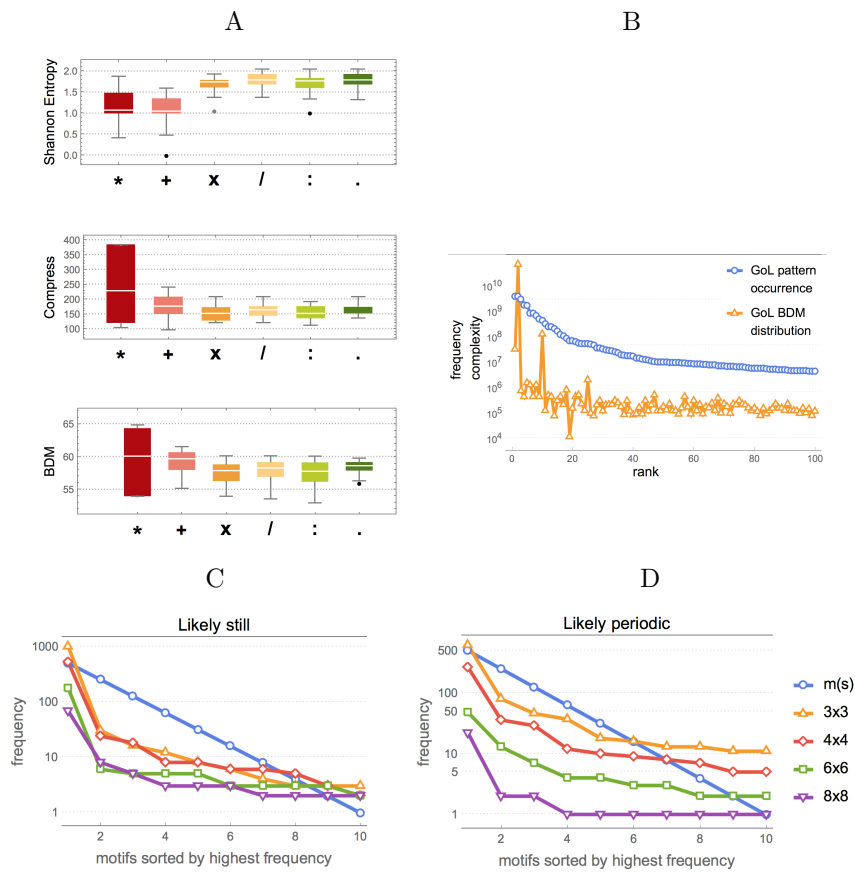 A
B
Shannon Entropy
2.0
1.5
1.0
0.5
0.0
* + x / : .
Compress
400
350
300
250
200
150
100
* + x / : .
BDM
65
60
55
* + x / : .
frequency
complexity
10^10
10^9
10^8
10^7
10^6
10^5
10^4
GoL pattern
occurrence
GoL BDM
distribution
0 20 40 60 80 100
rank
C
D
Likely still
frequency
1000
100
10
1
2 4 6 8 10
motifs sorted by highest frequency
Likely periodic
frequency
500
100
50
10
5
1
2 4 6 8 10
motifs sorted by highest frequency
m(s)
3x3
4x4
6x6
8x8